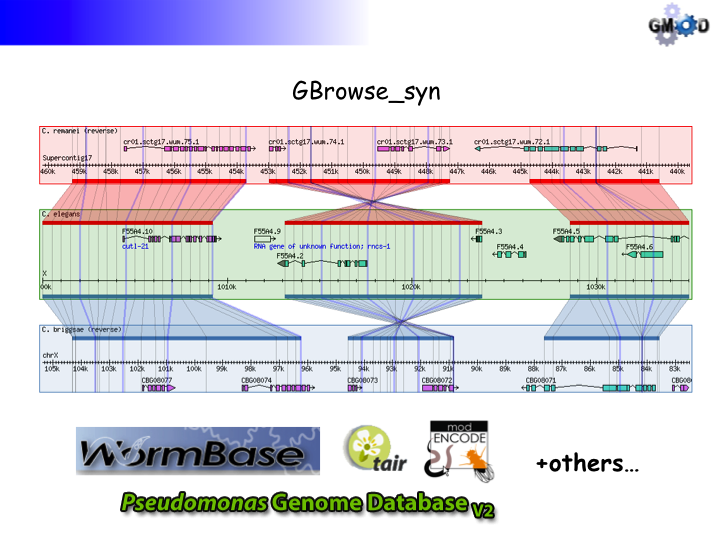 GMOD
GBrowse_syn
C. remanei (reverse)
cr01.sctg17.wum.75.1 cr01.sctg17.wum.74.1 cr01.sctg17.wum.73.1 cr01.sctg17.wum.72.1
Supercontig17
460k 459k 458k 457k 456k 455k 454k 453k 452k 451k 450k 449k 448k 447k 446k 445k 444k 443k 442k 441k 440k
C. elegans
F55A4.10 F55A4.9 F55A4.3 F55A4.5
cutl-21 RNA gene of unknown function; rncs-1 F55A4.4 F55A4.6
F55A4.2
X
00k 1010k 1020k 1030k
C. briggsae (reverse)
chrX
105k 104k 103k 102k 101k 100k 99k 98k 97k 96k 95k 94k 93k 92k 91k 90k 89k 88k 87k 86k 85k 84k 83k
CBG08077 CBG08074 CBG08073 CBG08072 CBG08071 CBG08
WormBase
tair
mod
ENCODE
+others…
Pseudomonas Genome Database V2